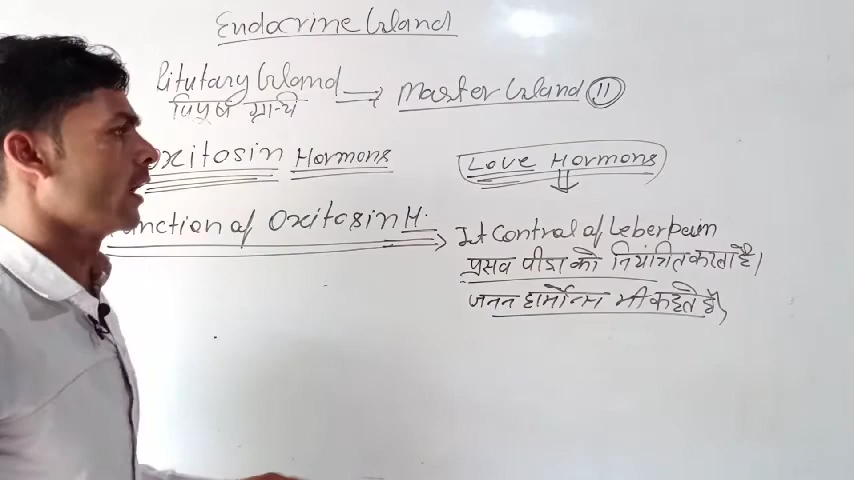 Endocrine Gland
Pitutary Gland ⇒ Master Gland 11
पियुष ग्रान्थि
oxitosin Hormons Love Hormons
Function of Oxitosin H. → It Control of Leberpain
प्रसव पीडा को नियंत्रित करता है।
जनन हार्मोन्स भी कहते हैं,